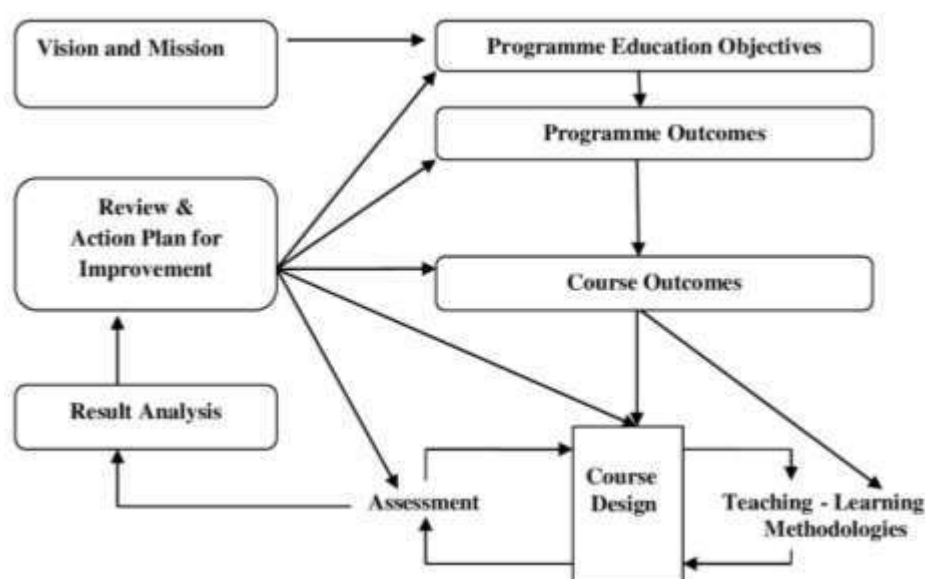 Vision and Mission
Programme Education Objectives
Programme Outcomes
Review &
Action Plan for
Improvement
Course Outcomes
Result Analysis
Assessment
Course
Design
Teaching - Learning
Methodologies